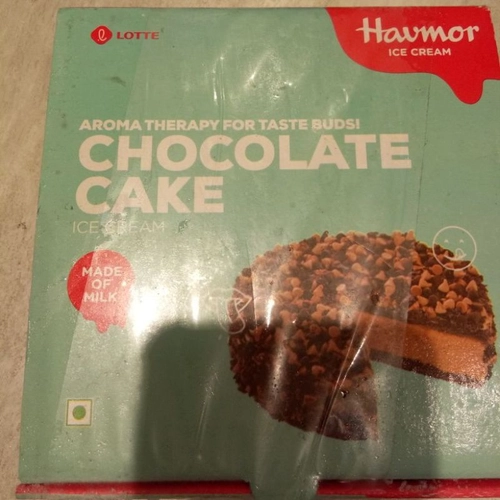 LOTTE
Havmor
ICE CREAM
AROMA THERAPY FOR TASTE BUDS!
CHOCOLATE
CAKE
ICE CREAM
MADE
OF
MILK